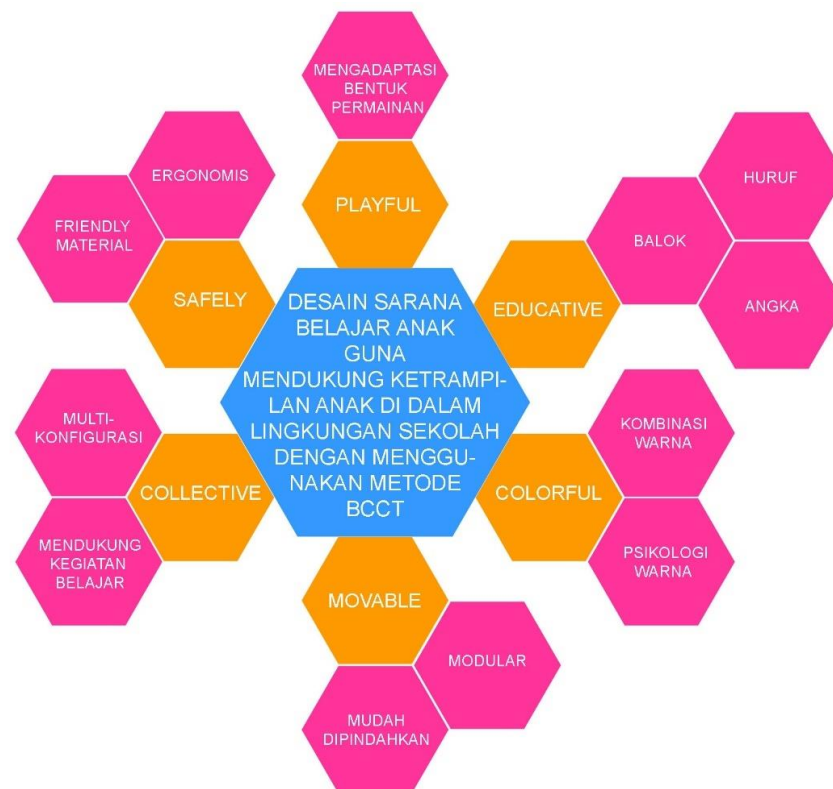 MENGADAPTASI
BENTUK
PERMAINAN
PLAYFUL
ERGONOMIS
FRIENDLY
MATERIAL
SAFELY
HURUF
BALOK
ANGKA
EDUCATIVE
DESAIN SARANA
BELAJAR ANAK
GUNA
MENDUKUNG KETRAMPI-
LAN ANAK DI DALAM
LINGKUNGAN SEKOLAH
DENGAN MENGGU-
NAKAN METODE
BCCT
MULTI-
KONFIGURASI
COLLECTIVE
MENDUKUNG
KEGIATAN
BELAJAR
KOMBINASI
WARNA
COLORFUL
PSIKOLOGI
WARNA
MOVABLE
MODULAR
MUDAH
DIPINDAHKAN